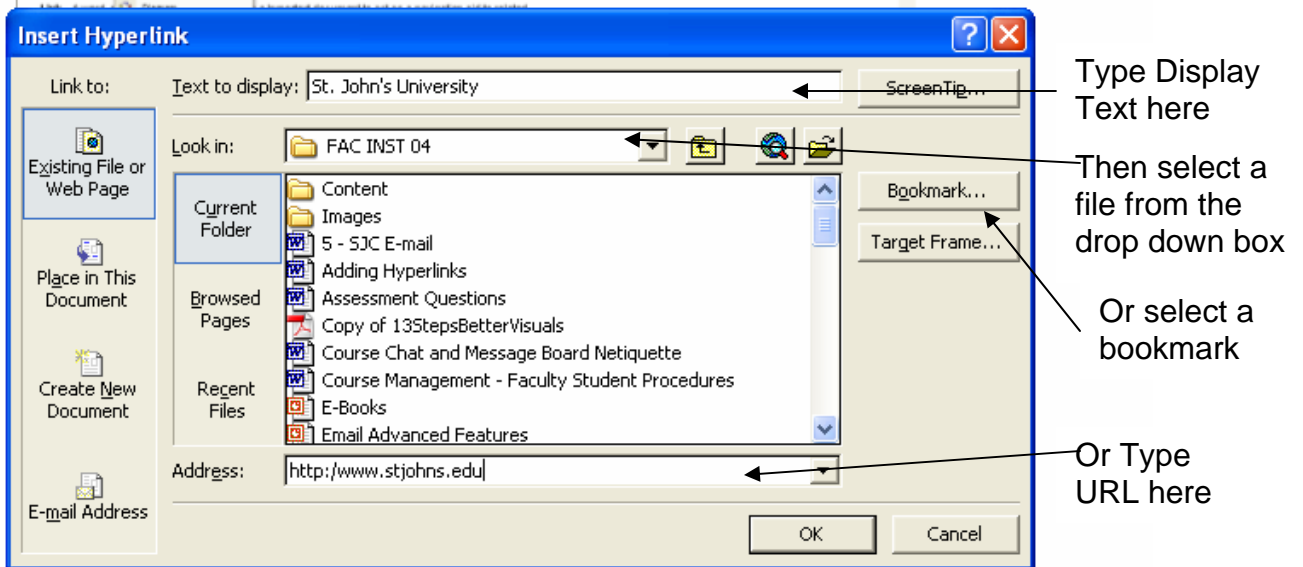 Insert Hyperlink
Link to:
Text to display: St. John's University
ScreenTip...
Type Display
Text here
Existing File or
Web Page
Look in: FAC INST 04
Then select a
file from the
drop down box
Current
Folder
Content
Images
5 - SJC E-mail
Adding Hyperlinks
Assessment Questions
Copy of 13StepsBetterVisuals
Course Chat and Message Board Netiquette
Course Management - Faculty Student Procedures
E-Books
Email Advanced Features
Bookmark...
Target Frame...
Or select a
bookmark
Place in This
Document
Browsed
Pages
Create New
Document
Recent
Files
Address: http:/www.stjohns.edu
Or Type
URL here
E-mail Address
OK
Cancel